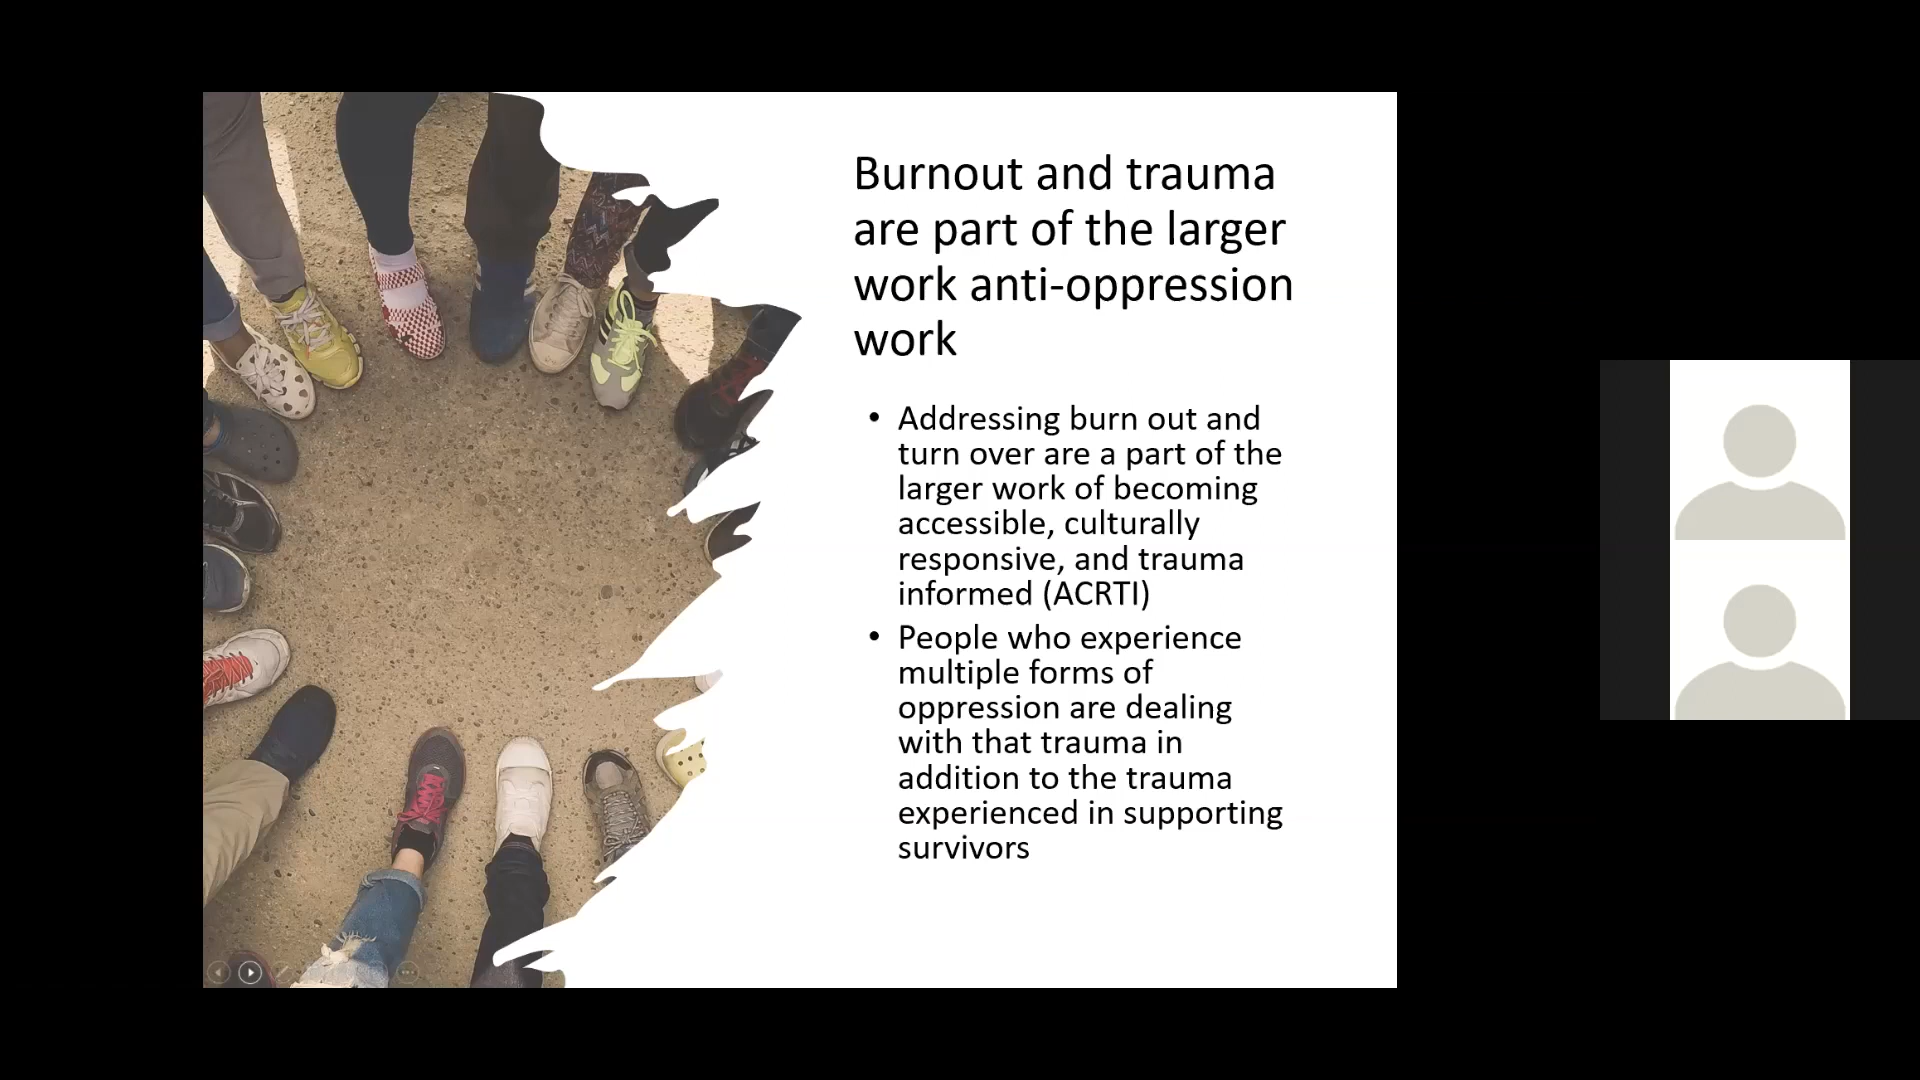 Burnout and trauma
are part of the larger
work anti-oppression
work
• Addressing burn out and
turn over are a part of the
larger work of becoming
accessible, culturally
responsive, and trauma
informed (ACRTI)
• People who experience
multiple forms of
oppression are dealing
with that trauma in
addition to the trauma
experienced in supporting
survivors